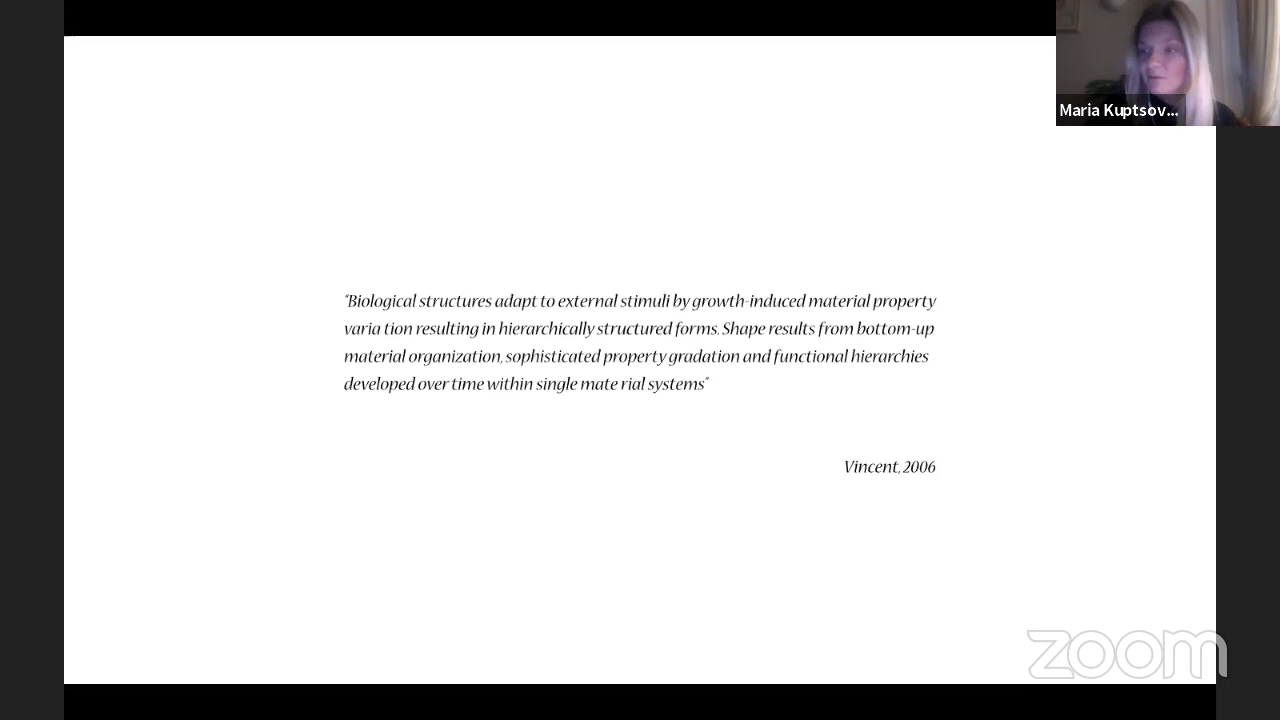 Maria Kuptsov...
"Biological structures adapt to external stimuli by growth-induced material property
varia tion resulting in hierarchically structured forms. Shape results from bottom-up
material organization, sophisticated property gradation and functional hierarchies
developed over time within single mate rial systems"
Vincent, 2006
zoom